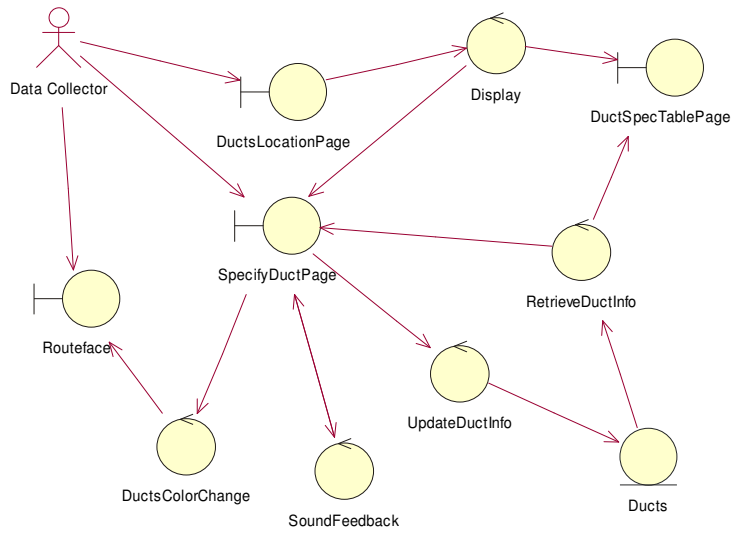 Data Collector
DuctsLocationPage
Display
DuctSpecTablePage
SpecifyDuctPage
RetrieveDuctInfo
Routeface
UpdateDuctInfo
DuctsColorChange
SoundFeedback
Ducts